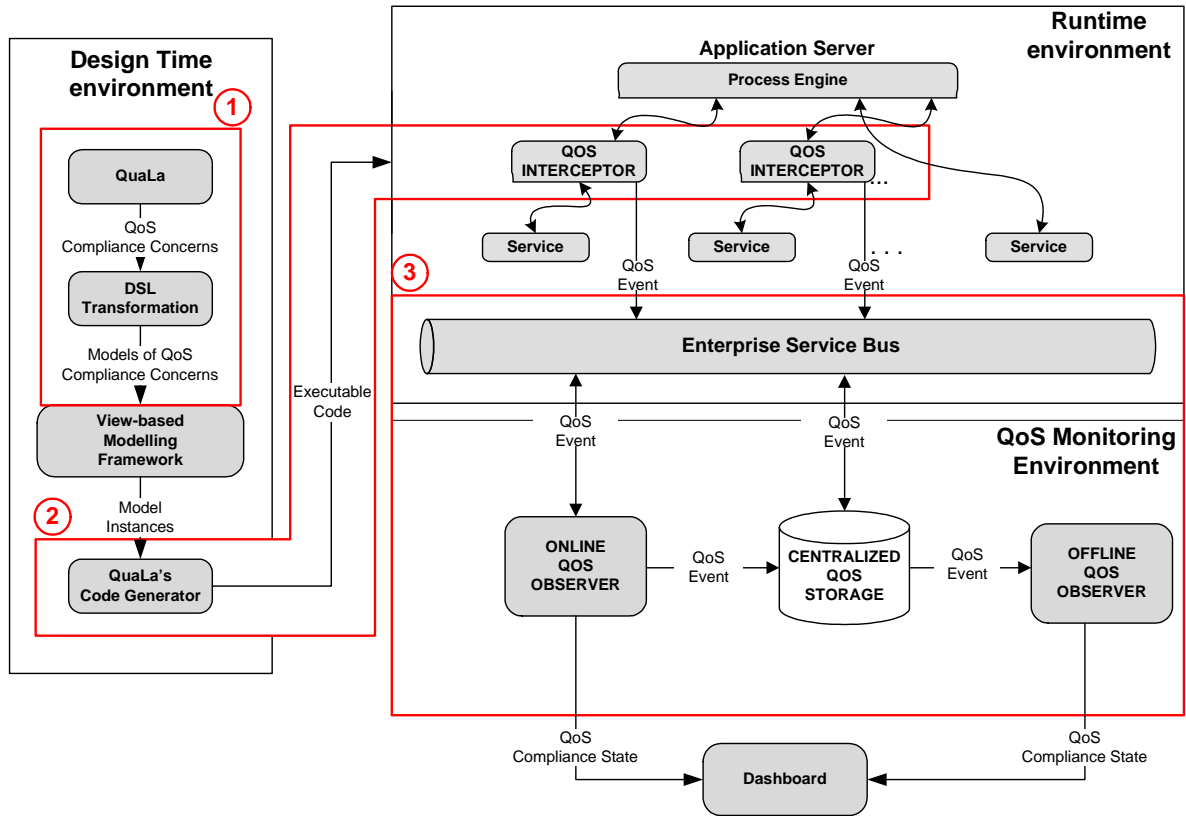 Design Time
environment
1
QuaLa
QoS
Compliance Concerns
DSL
Transformation
Models of QoS
Compliance Concerns
View-based
Modelling
Framework
2
Model
Instances
QuaLa's
Code Generator
Executable
Code
Runtime
environment
Application Server
Process Engine
QOS
INTERCEPTOR
QOS
INTERCEPTOR
...
Service
Service
. . .
Service
3
QoS
Event
QoS
Event
Enterprise Service Bus
QoS
Event
QoS
Event
QoS Monitoring
Environment
ONLINE
QOS
OBSERVER
QoS
Event
CENTRALIZED
QOS
STORAGE
QoS
Event
OFFLINE
QOS
OBSERVER
QoS
Compliance State
QoS
Compliance State
Dashboard